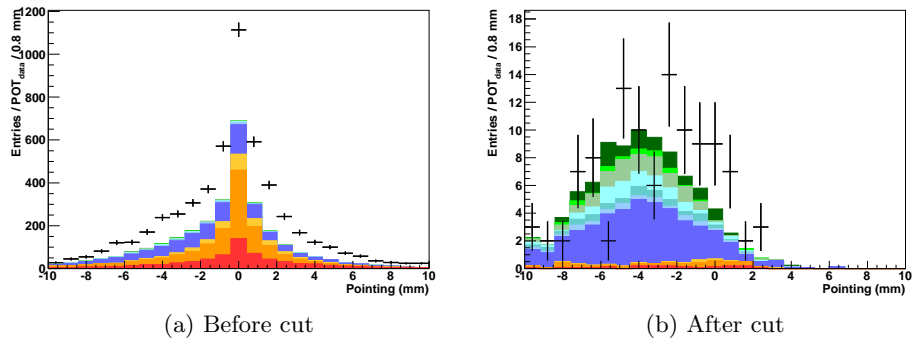 Entries / POTdata / 0.8 mm
1200
1000
800
600
400
200
0
-10 -8 -6 -4 -2 0 2 4 6 8 10
Pointing (mm)
(a) Before cut
Entries / POTdata / 0.8 mm
18
16
14
12
10
8
6
4
2
0
-10 -8 -6 -4 -2 0 2 4 6 8 10
Pointing (mm)
(b) After cut